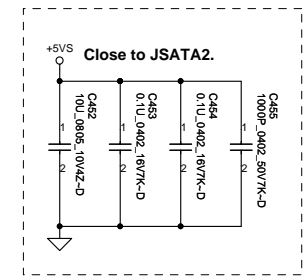 +5VS
Close to JSATA2.
C452
10U_0805_10V4Z~D
1
2
C453
0.1U_0402_16V7K~D
1
2
C454
0.1U_0402_16V7K~D
1
2
C455
1000P_0402_50V7K~D
1
2